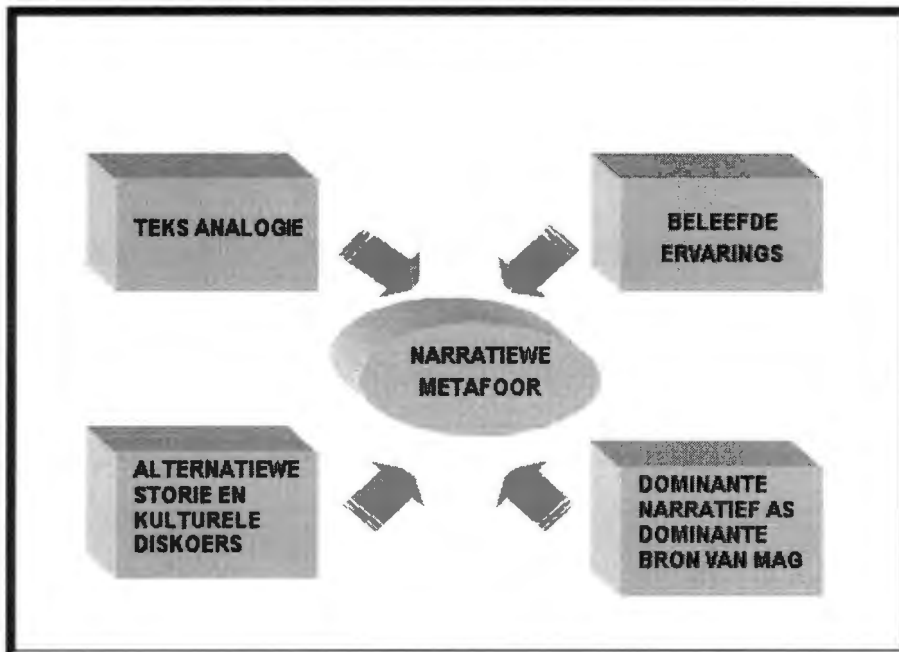 TEKS ANALOGIE
BELEEFDE
ERVARINGS
NARRATIEWE
METAFOOR
ALTERNATIEWE
STORIE EN
KULTURELE
DISKOERS
DOMINANTE
NARRATIEF AS
DOMINANTE
BRON VAN MAG